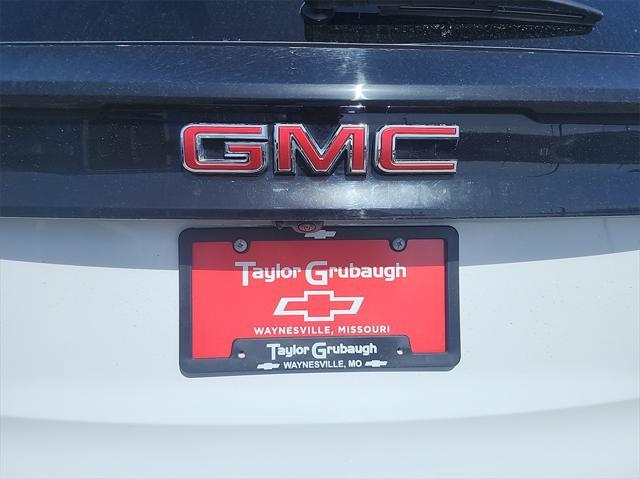 GMC
Taylor Grubaugh
WAYNESVILLE, MISSOURI
Taylor Grubaugh
WAYNESVILLE, MO